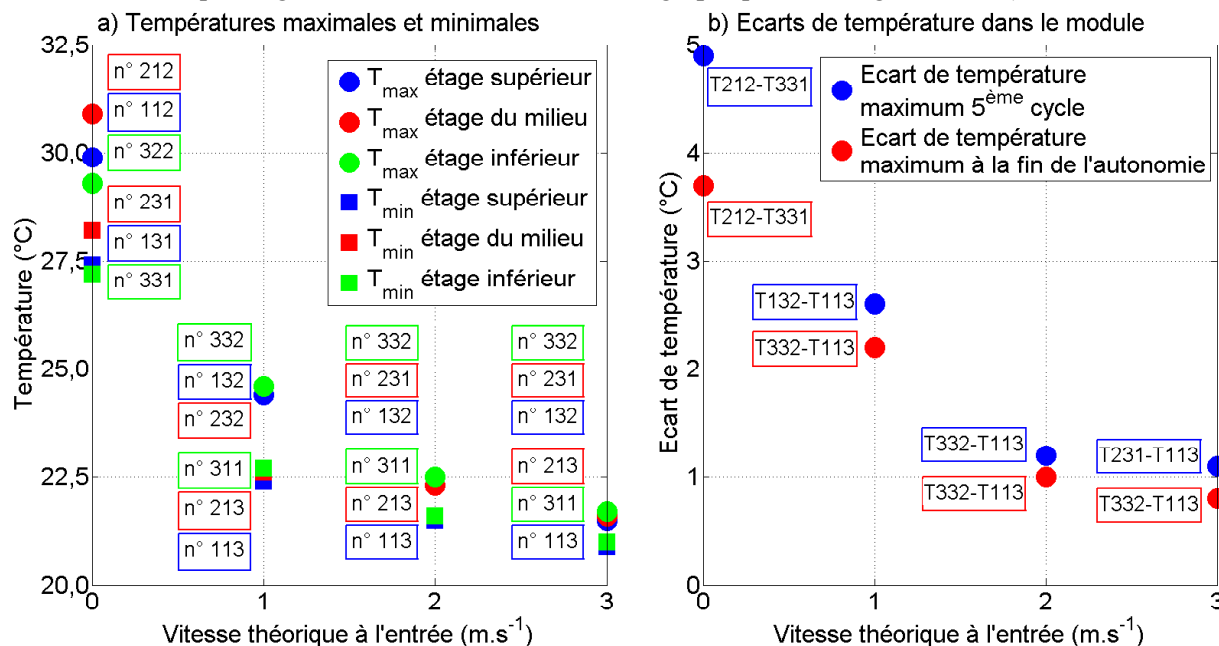 a) Températures maximales et minimales
32,5
30,0
27,5
25,0
22,5
20,0
Température (°C)
n° 212
n° 112
n° 322
n° 231
n° 131
n° 331
T max étage supérieur
T max étage du milieu
T max étage inférieur
T min étage supérieur
T min étage du milieu
T min étage inférieur
n° 332
n° 132
n° 232
n° 311
n° 213
n° 113
n° 332
n° 231
n° 132
n° 311
n° 213
n° 113
n° 332
n° 231
n° 132
n° 213
n° 311
n° 113
0 1 2 3
Vitesse théorique à l'entrée (m.s-1)
b) Ecarts de température dans le module
5
4
3
2
1
0
Ecart de température (°C)
Ecart de température
maximum 5ème cycle
Ecart de température
maximum à la fin de l'autonomie
T212-T331
T212-T331
T132-T113
T332-T113
T332-T113
T332-T113
T231-T113
T332-T113
0 1 2 3
Vitesse théorique à l'entrée (m.s-1)